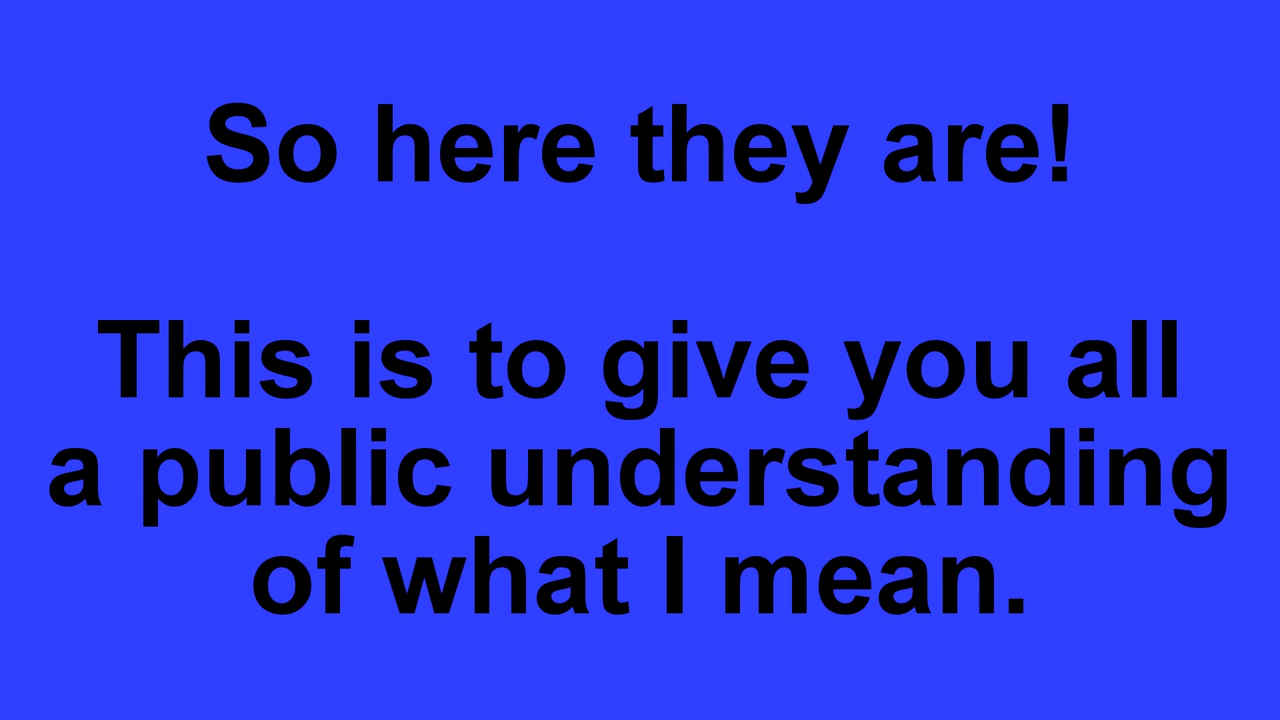 So here they are!
This is to give you all
a public understanding
of what I mean.